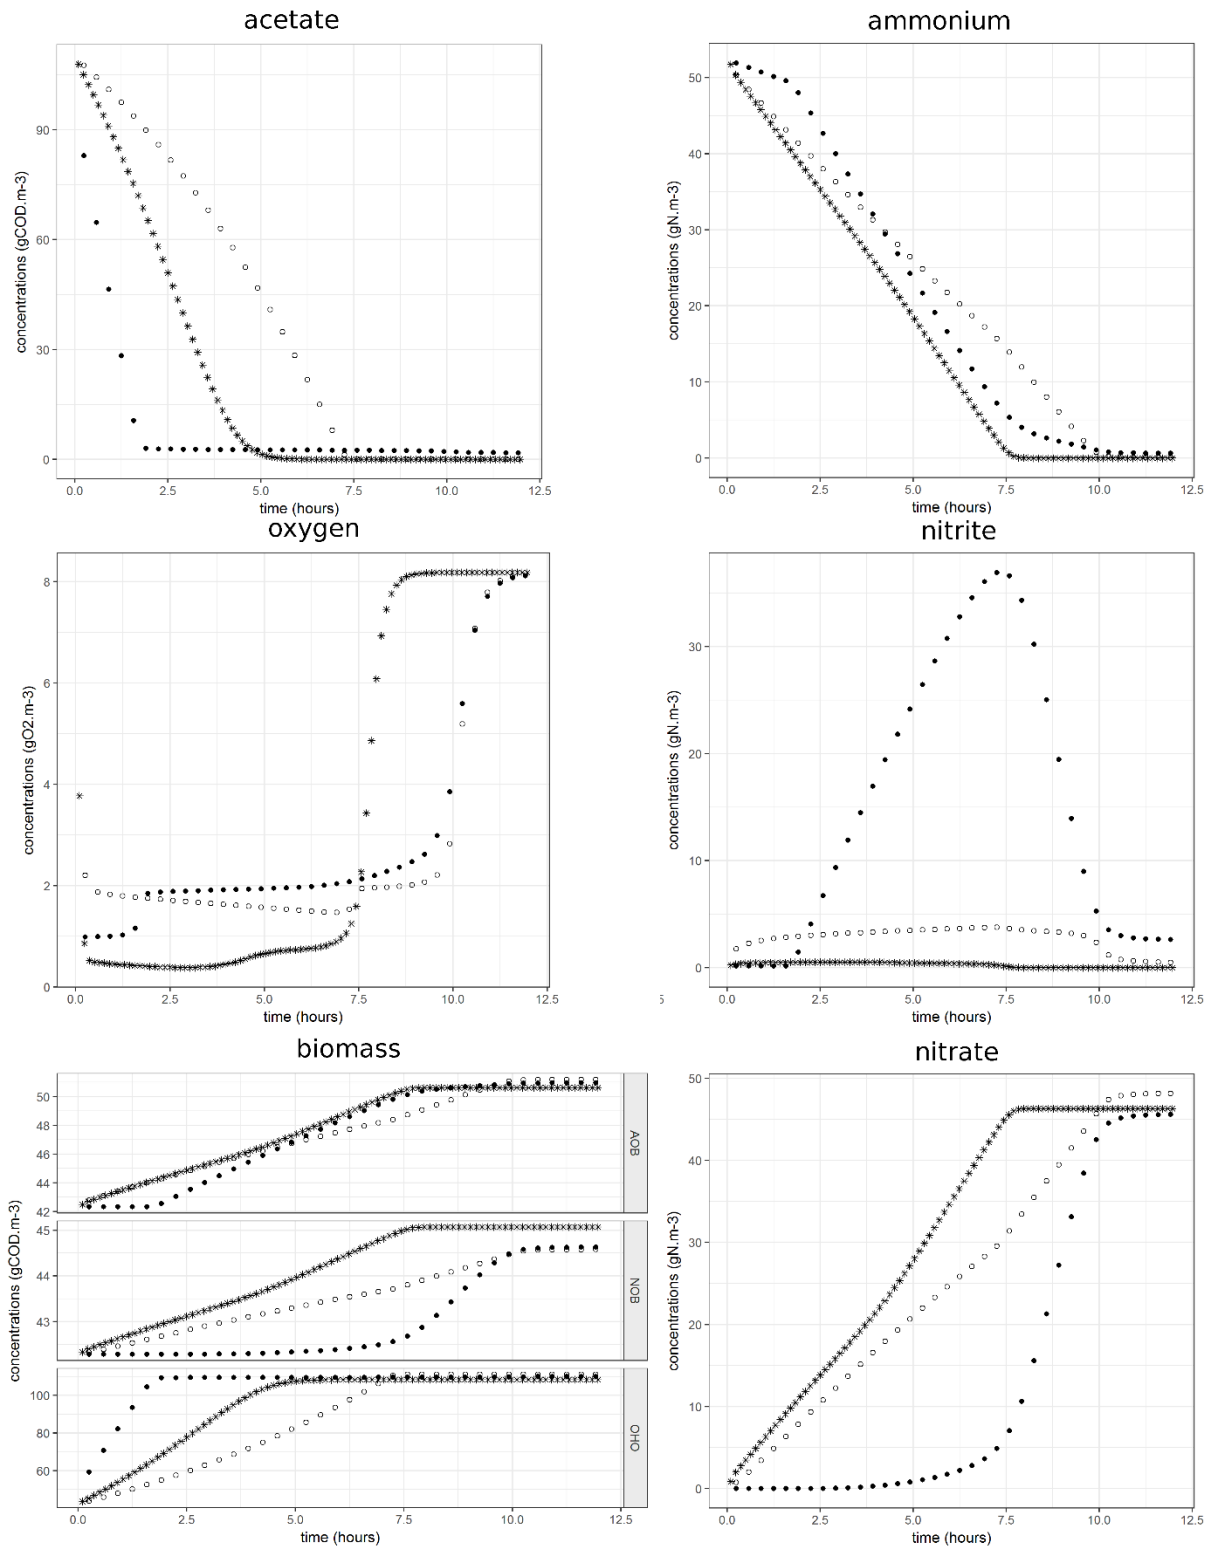 acetate
ammonium
90
60
30
0
concentrations (gCOD.m-3)
0.0 2.5 5.0 7.5 10.0 12.5
time (hours)
50
40
30
20
10
0
concentrations (gN.m-3)
0.0 2.5 5.0 7.5 10.0 12.5
time (hours)
oxygen
nitrite
8
6
4
2
0
concentrations (gO2.m-3)
0.0 2.5 5.0 7.5 10.0 12.5
time (hours)
30
20
10
0
concentrations (gN.m-3)
5
0.0 2.5 5.0 7.5 10.0 12.5
time (hours)
biomass
nitrate
50
48
46
44
42
AOB
45
44
43
NOB
100
80
60
OHO
concentrations (gCOD.m-3)
0.0 2.5 5.0 7.5 10.0 12.5
time (hours)
50
40
30
20
10
0
concentrations (gN.m-3)
0.0 2.5 5.0 7.5 10.0 12.5
time (hours)